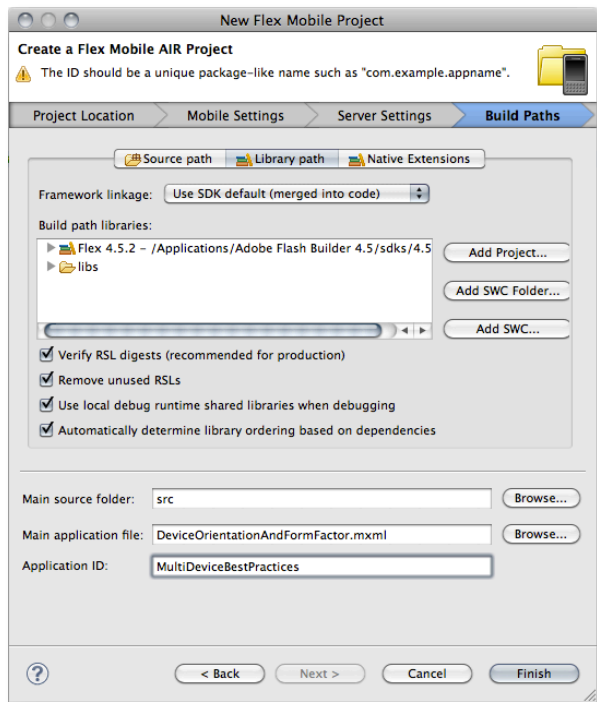 New Flex Mobile Project
Create a Flex Mobile AIR Project
The ID should be a unique package-like name such as "com.example.appname".
Project Location
Mobile Settings
Server Settings
Build Paths
Source path
Library path
Native Extensions
Framework linkage:
Use SDK default (merged into code)
Build path libraries:
Flex 4.5.2 – /Applications/Adobe Flash Builder 4.5/sdks/4.5
Add Project...
libs
Add SWC Folder...
Add SWC...
Verify RSL digests (recommended for production)
Remove unused RSLs
Use local debug runtime shared libraries when debugging
Automatically determine library ordering based on dependencies
Main source folder:
src
Browse...
Main application file:
DeviceOrientationAndFormFactor.mxml
Browse...
Application ID:
MultiDeviceBestPractices
?
< Back
Next >
Cancel
Finish